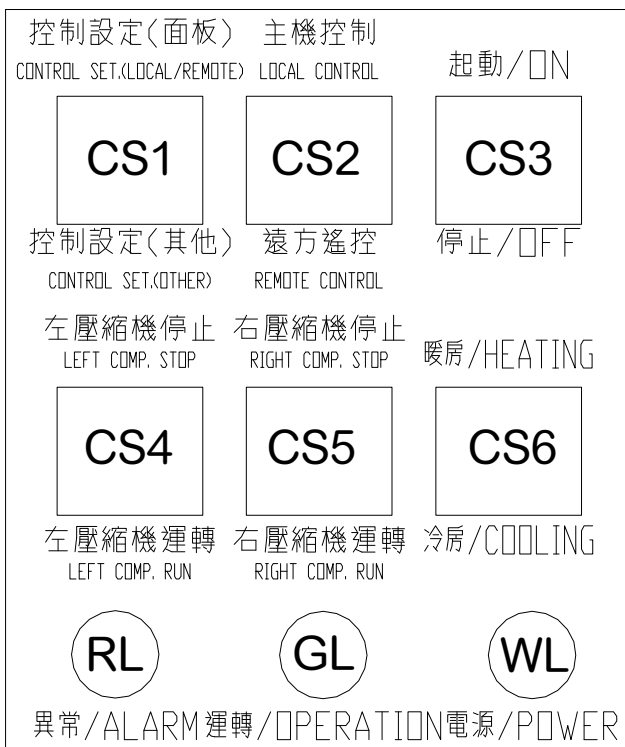 控制設定(面板) 主機控制
CONTROL SET.(LOCAL/REMOTE) LOCAL CONTROL
起動/ON
CS1 CS2 CS3
控制設定(其他) 遠方遙控 停止/OFF
CONTROL SET.(OTHER) REMOTE CONTROL
左壓縮機停止 右壓縮機停止
LEFT COMP. STOP RIGHT COMP. STOP
暖房/HEATING
CS4 CS5 CS6
左壓縮機運轉 右壓縮機運轉 冷房/COOLING
LEFT COMP. RUN RIGHT COMP. RUN
RL GL WL
異常/ALARM 運轉/OPERATION 電源/POWER